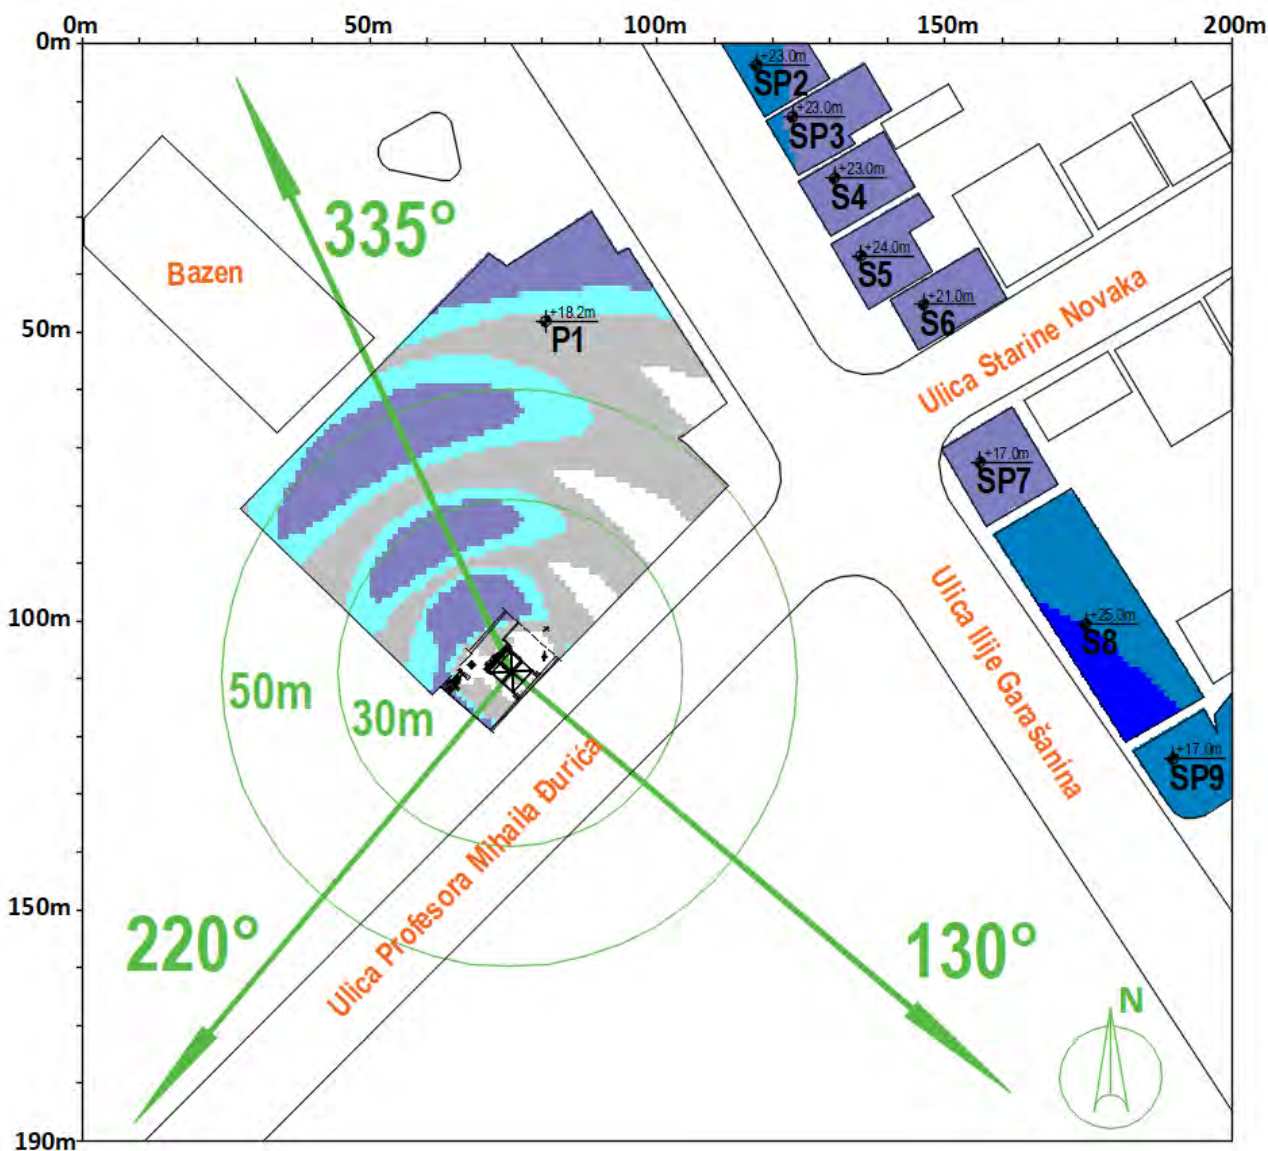 0m
50m
100m
150m
200m
0m
50m
100m
150m
190m
+23.0m
SP2
+23.0m
SP3
+23.0m
S4
+24.0m
S5
+21.0m
S6
335°
Bazen
+18.2m
P1
Ulica Starine Novaka
+17.0m
SP7
+25.0m
S8
Ulica Ilije Garašanina
+17.0m
SP9
50m
30m
Ulica Profesora Mihaila Đurića
220°
130°
N